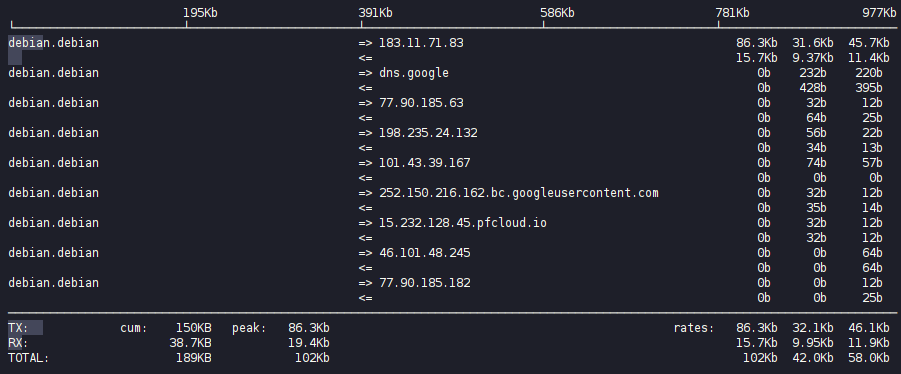 195Kb 391Kb 586Kb 781Kb 977Kb
debian.debian => 183.11.71.83 86.3Kb 31.6Kb 45.7Kb
<= 15.7Kb 9.37Kb 11.4Kb
debian.debian => dns.google 0b 232b 220b
<= 0b 428b 395b
debian.debian => 77.90.185.63 0b 32b 12b
<= 0b 64b 25b
debian.debian => 198.235.24.132 0b 56b 22b
<= 0b 34b 13b
debian.debian => 101.43.39.167 0b 74b 57b
<= 0b 0b 0b
debian.debian => 252.150.216.162.bc.googleusercontent.com 0b 32b 12b
<= 0b 35b 14b
debian.debian => 15.232.128.45.pfcloud.io 0b 32b 12b
<= 0b 32b 12b
debian.debian => 46.101.48.245 0b 0b 64b
<= 0b 0b 64b
debian.debian => 77.90.185.182 0b 0b 12b
<= 0b 0b 25b
TX: cum: 150KB peak: 86.3Kb rates: 86.3Kb 32.1Kb 46.1Kb
RX: 38.7KB 19.4Kb 15.7Kb 9.95Kb 11.9Kb
TOTAL: 189KB 102Kb 102Kb 42.0Kb 58.0Kb